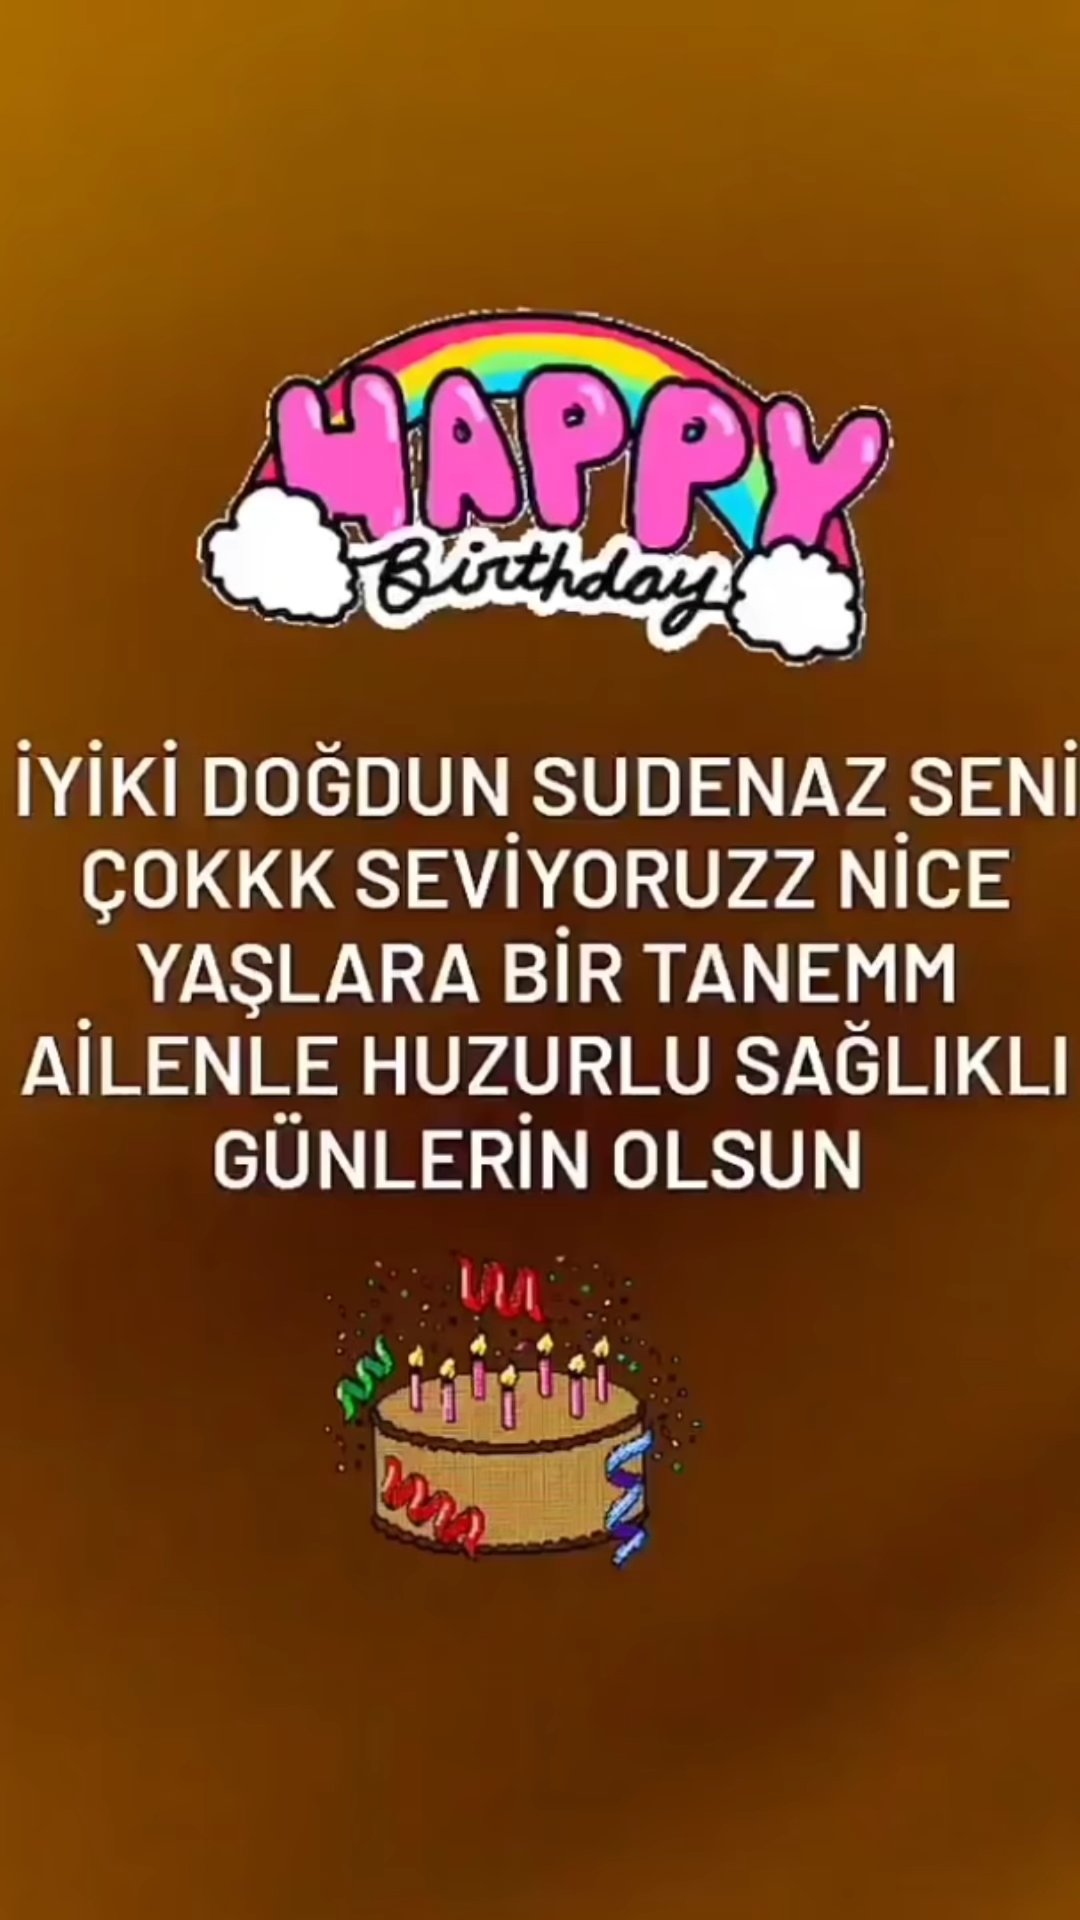 HAPPY
Birthday
İYİKİ DOĞDUN SUDENAZ SENİ
ÇOKKK SEVİYORUZZ NİCE
YAŞLARA BİR TANEMM
AİLENLE HUZURLU SAĞLIKLI
GÜNLERİN OLSUN